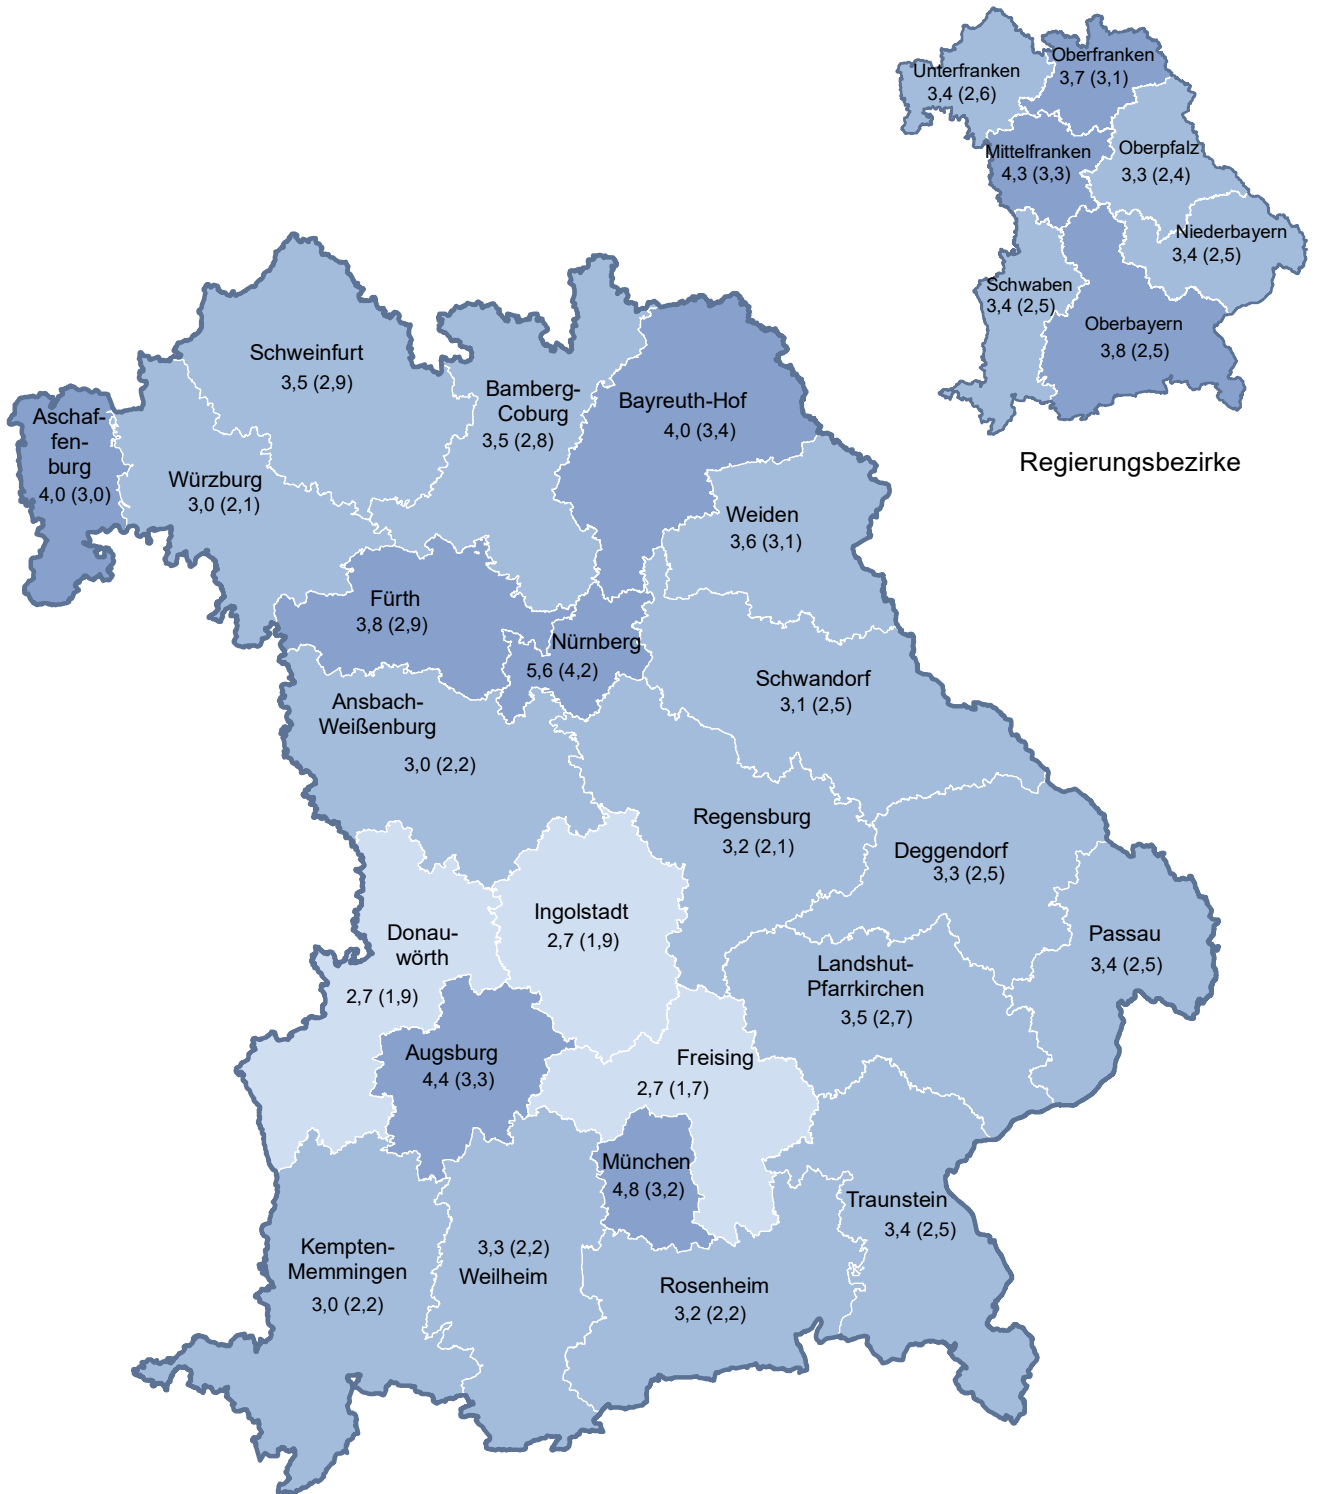 Oberfranken
3,7 (3,1)
Unterfranken
3,4 (2,6)
Mittelfranken
4,3 (3,3)
Oberpfalz
3,3 (2,4)
Niederbayern
3,4 (2,5)
Schwaben
3,4 (2,5)
Oberbayern
3,8 (2,5)
Regierungsbezirke
Schweinfurt
3,5 (2,9)
Bamberg-
Coburg
3,5 (2,8)
Bayreuth-Hof
4,0 (3,4)
Aschaf-
fen-
burg
4,0 (3,0)
Würzburg
3,0 (2,1)
Weiden
3,6 (3,1)
Fürth
3,8 (2,9)
Nürnberg
5,6 (4,2)
Schwandorf
3,1 (2,5)
Ansbach-
Weißenburg
3,0 (2,2)
Regensburg
3,2 (2,1)
Deggendorf
3,3 (2,5)
Ingolstadt
2,7 (1,9)
Donau-
wörth
2,7 (1,9)
Passau
3,4 (2,5)
Landshut-
Pfarrkirchen
3,5 (2,7)
Augsburg
4,4 (3,3)
Freising
2,7 (1,7)
München
4,8 (3,2)
Traunstein
3,4 (2,5)
Kempten-
Memmingen
3,0 (2,2)
3,3 (2,2)
Weilheim
Rosenheim
3,2 (2,2)